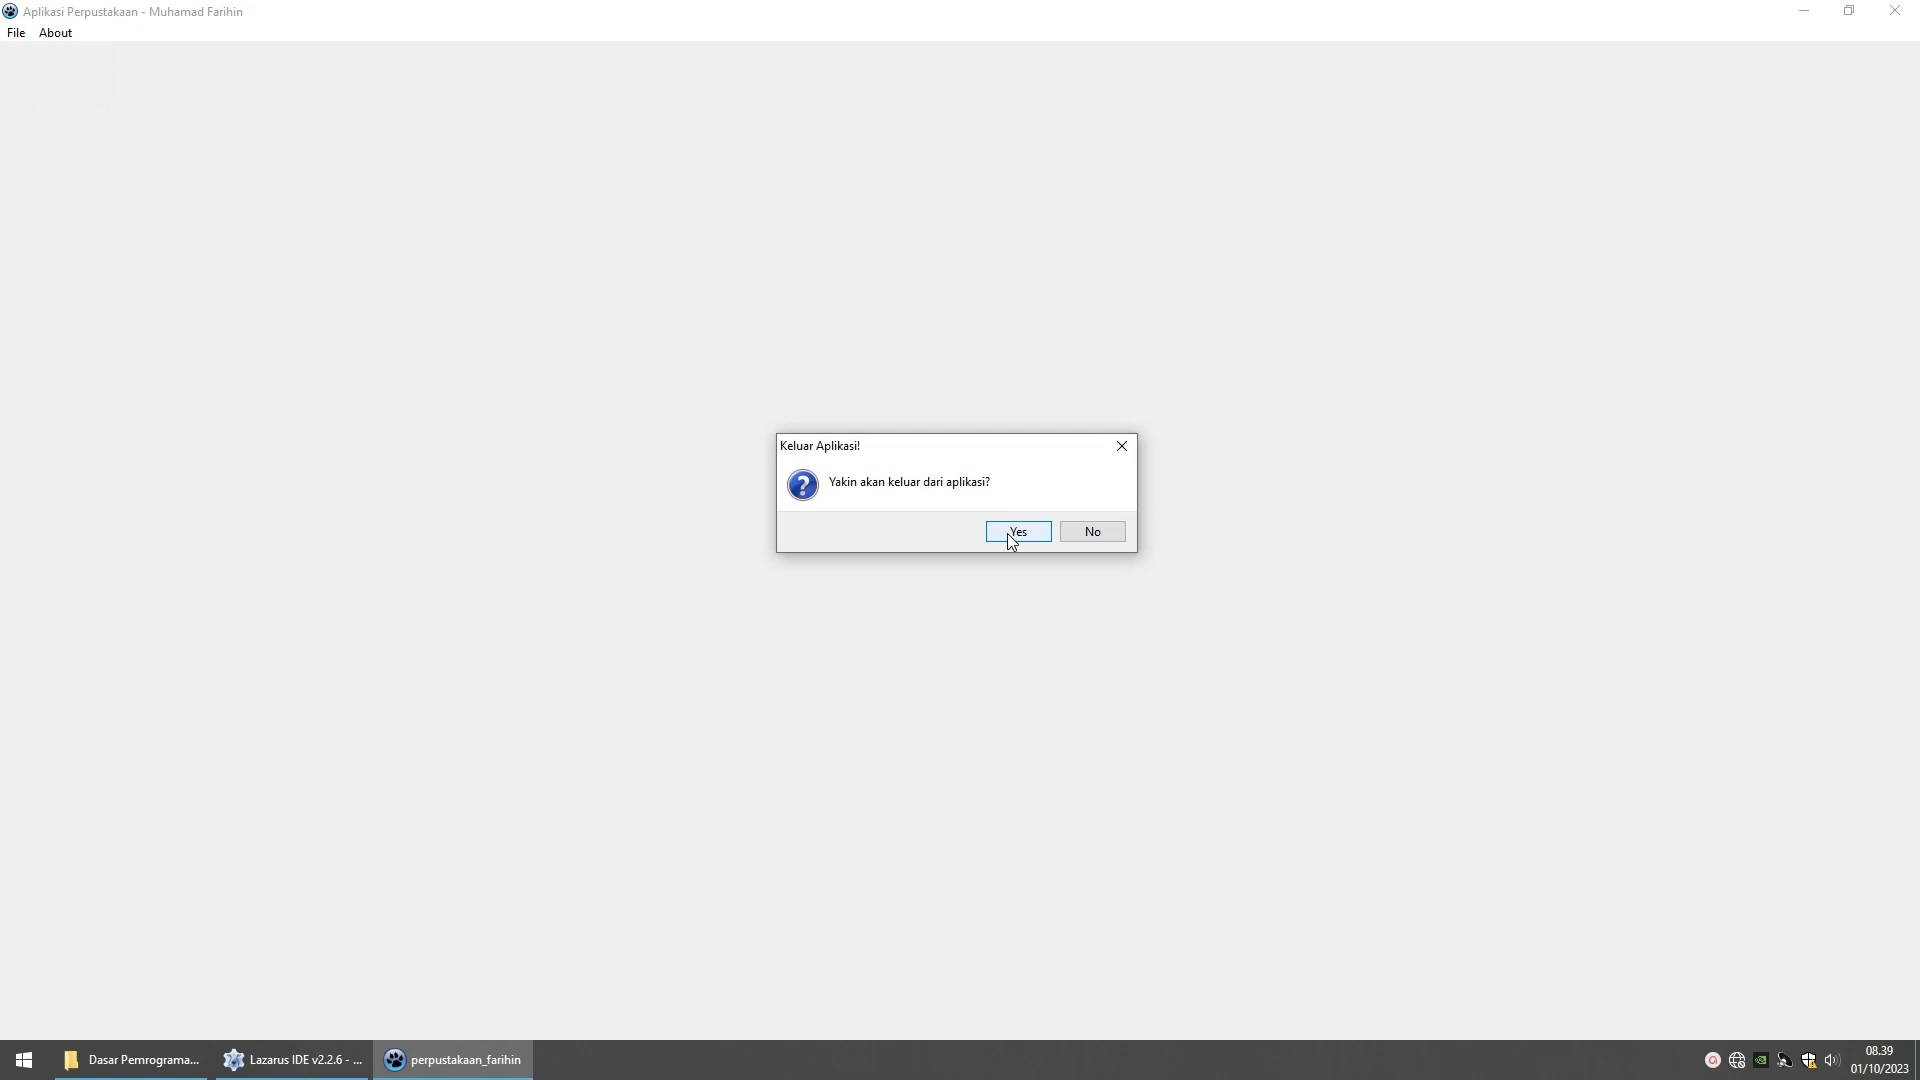 Aplikasi Perpustakaan - Muhamad Farihin
File About
Keluar Aplikasi!
Yakin akan keluar dari aplikasi?
Yes No
Dasar Pemrograma... Lazarus IDE v2.2.6 - ... perpustakaan_farihin
08.39
01/10/2023